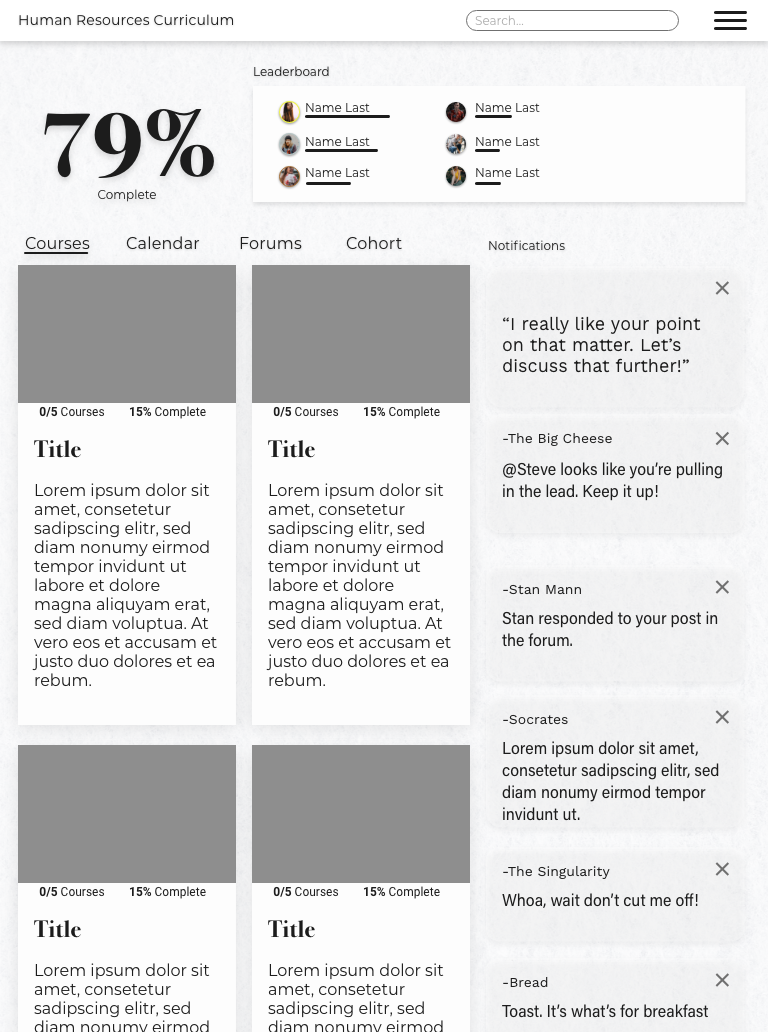 Human Resources Curriculum
Search...
Leaderboard
79%
Complete
Name Last
Name Last
Name Last
Name Last
Name Last
Name Last
Courses
Calendar
Forums
Cohort
0/5 Courses
15% Complete
Title
Lorem ipsum dolor sit
amet, consetetur
sadipscing elitr, sed
diam nonumy eirmod
tempor invidunt ut
labore et dolore
magna aliquyam erat,
sed diam voluptua. At
vero eos et accusam et
justo duo dolores et ea
rebum.
0/5 Courses
15% Complete
Title
Lorem ipsum dolor sit
amet, consetetur
sadipscing elitr, sed
diam nonumy eirmod
tempor invidunt ut
labore et dolore
magna aliquyam erat,
sed diam voluptua. At
vero eos et accusam et
justo duo dolores et ea
rebum.
0/5 Courses
15% Complete
Title
Lorem ipsum dolor sit
amet, consetetur
sadipscing elitr, sed
diam nonumy eirmod
0/5 Courses
15% Complete
Title
Lorem ipsum dolor sit
amet, consetetur
sadipscing elitr, sed
diam nonumy eirmod
Notifications
“I really like your point
on that matter. Let’s
discuss that further!”
-The Big Cheese
@Steve looks like you’re pulling
in the lead. Keep it up!
-Stan Mann
Stan responded to your post in
the forum.
-Socrates
Lorem ipsum dolor sit amet,
consetetur sadipscing elitr, sed
diam nonumy eirmod tempor
invidunt ut.
-The Singularity
Whoa, wait don’t cut me off!
-Bread
Toast. It’s what’s for breakfast